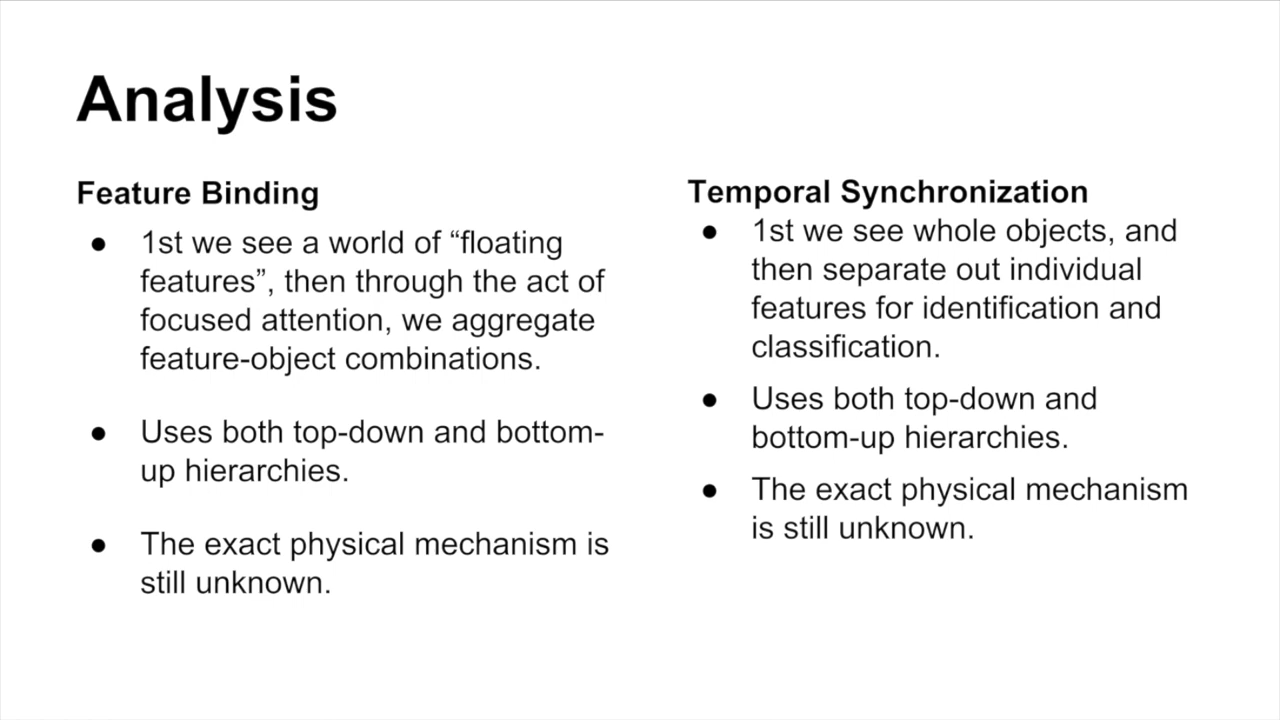 Analysis
Feature Binding
● 1st we see a world of “floating
features”, then through the act of
focused attention, we aggregate
feature-object combinations.
● Uses both top-down and bottom-
up hierarchies.
● The exact physical mechanism is
still unknown.
Temporal Synchronization
● 1st we see whole objects, and
then separate out individual
features for identification and
classification.
● Uses both top-down and
bottom-up hierarchies.
● The exact physical mechanism
is still unknown.